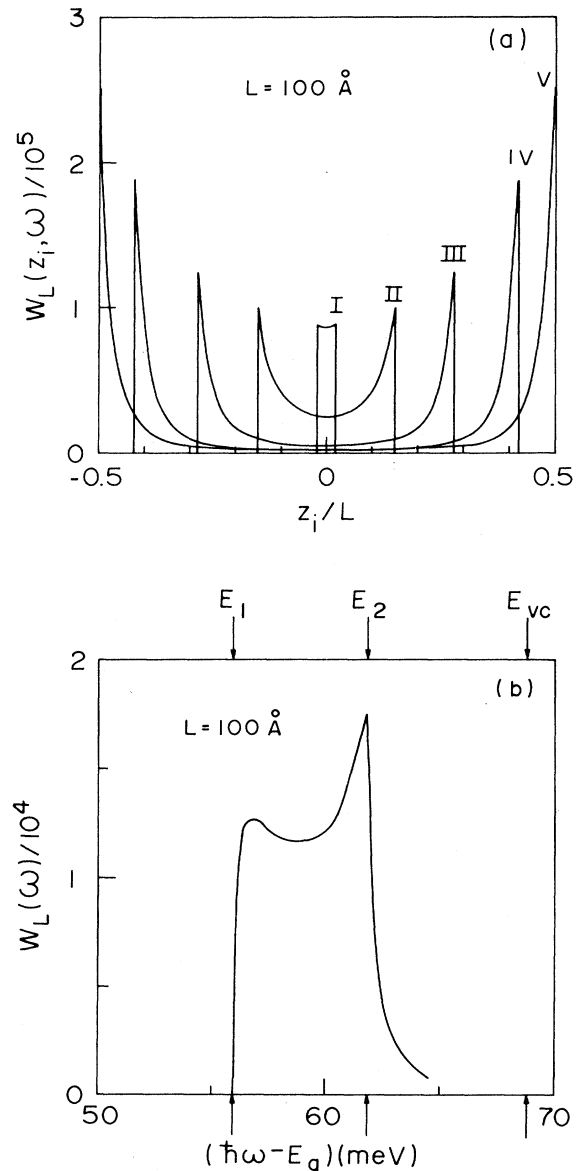 (a)
L = 100 Å
3
2
1
0
W_L(z_i, ω)/10^5
I
II
III
IV
V
-0.5
0
0.5
z_i/L
E_1
E_2
E_vc
(b)
L = 100 Å
2
1
0
W_L(ω)/10^4
50
60
70
(ħω-E_g)(meV)